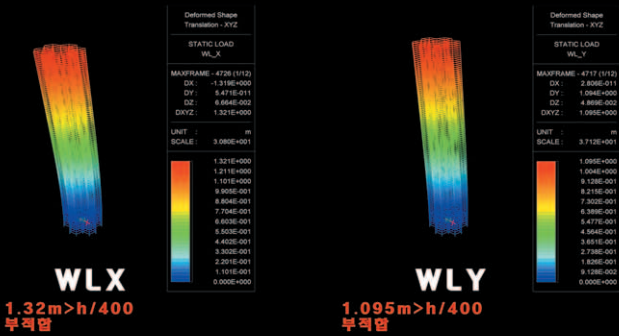 Deformed Shape
Translation - XYZ
STATIC LOAD
WL_X
MAXFRAME - 4726 (1/12)
DX : -1.319E+000
DY : 5.471E-011
DZ : 6.664E-002
DXYZ : 1.321E+000
UNIT : m
SCALE : 3.080E+001
1.321E+000
1.211E+000
1.101E+000
9.905E-001
8.804E-001
7.704E-001
6.603E-001
5.503E-001
4.402E-001
3.302E-001
2.201E-001
1.101E-001
0.000E+000
WLX
1.32m>h/400
부적합
Deformed Shape
Translation - XYZ
STATIC LOAD
WL_Y
MAXFRAME - 4717 (1/12)
DX : 2.806E-011
DY : 1.094E+000
DZ : 4.869E-002
DXYZ : 1.095E+000
UNIT : m
SCALE : 3.712E+001
1.095E+000
1.004E+000
9.128E-001
8.215E-001
7.302E-001
6.389E-001
5.477E-001
4.564E-001
3.651E-001
2.738E-001
1.826E-001
9.128E-002
0.000E+000
WLY
1.095m>h/400
부적합